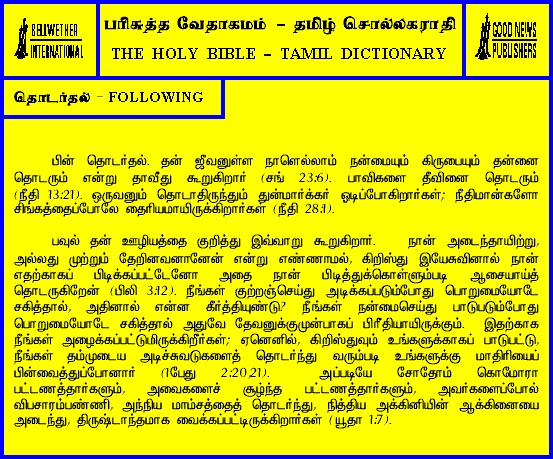 BELLWETHER
INTERNATIONAL
பரிசுத்த வேதாகமம் - தமிழ் சொல்லகராதி
THE HOLY BIBLE - TAMIL DICTIONARY
GOOD NEWS
PUBLISHERS
தொடர்தல் - FOLLOWING
பின் தொடர்தல். தன் ஜீவனுள்ள நாளெல்லாம் நன்மையும் கிருபையும் தன்னை
தொடரும் என்று தாவீது கூறுகிறார் (சங் 23:6). பாவிகளை தீவினை தொடரும்
(நீதி 13:21). ஒருவனும் தொடாதிருந்தும் துன்மார்க்கர் ஓடிப்போகிறார்கள்; நீதிமான்களோ
சிங்கத்தைப்போலே தைரியமாயிருக்கிறார்கள் (நீதி 28:1).
பவுல் தன் ஊழியத்தை குறித்து இவ்வாறு கூறுகிறார். நான் அடைந்தாயிற்று,
அல்லது முற்றும் தேறினவனானேன் என்று எண்ணாமல், கிறிஸ்து இயேசுவினால் நான்
எதற்காகப் பிடிக்கப்பட்டேனோ அதை நான் பிடித்துக்கொள்ளும்படி ஆசையாய்த்
தொடருகிறேன் (பிலி 3:12). நீங்கள் குற்றஞ்செய்து அடிக்கப்படும்போது பொறுமையோடே
சகித்தால், அதினால் என்ன கீர்த்தியுண்டு? நீங்கள் நன்மைசெய்து பாடுபடும்போது
பொறுமையோடே சகித்தால் அதுவே தேவனுக்குமுன்பாகப் பிரீதியாயிருக்கும். இதற்காக
நீங்கள் அழைக்கப்பட்டுமிருக்கிறீர்கள்; ஏனெனில், கிறிஸ்துவும் உங்களுக்காகப் பாடுபட்டு,
நீங்கள் தம்முடைய அடிச்சுவடுகளைத் தொடர்ந்து வரும்படி உங்களுக்கு மாதிரியைப்
பின்வைத்துப்போனார் (1பேது 2:20,21). அப்படியே சோதோம் கொமோரா
பட்டணத்தார்களும், அவைகளைச் சூழ்ந்த பட்டணத்தார்களும், அவர்களைப்போல்
விபசாரம்பண்ணி, அந்நிய மாம்சத்தைத் தொடர்ந்து, நித்திய அக்கினியின் ஆக்கினையை
அடைந்து, திருஷ்டாந்தமாக வைக்கப்பட்டிருக்கிறார்கள் (யூதா 1:7).